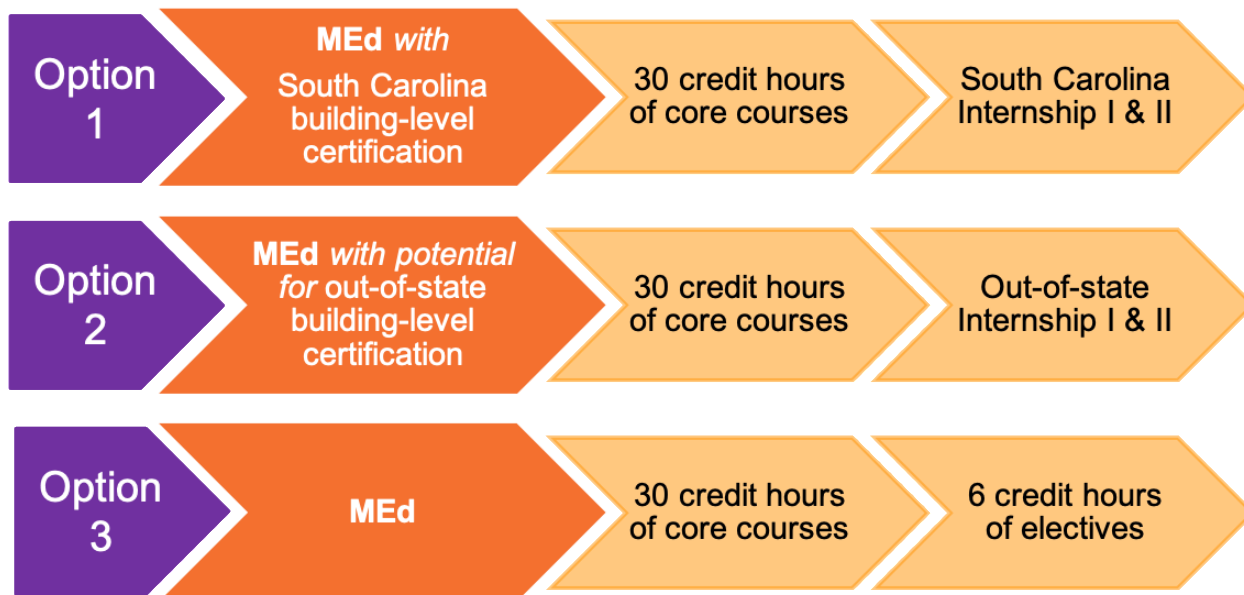 Option
1
MEd with
South Carolina
building-level
certification
30 credit hours
of core courses
South Carolina
Internship I & II
Option
2
MEd with potential
for out-of-state
building-level
certification
30 credit hours
of core courses
Out-of-state
Internship I & II
Option
3
MEd
30 credit hours
of core courses
6 credit hours
of electives